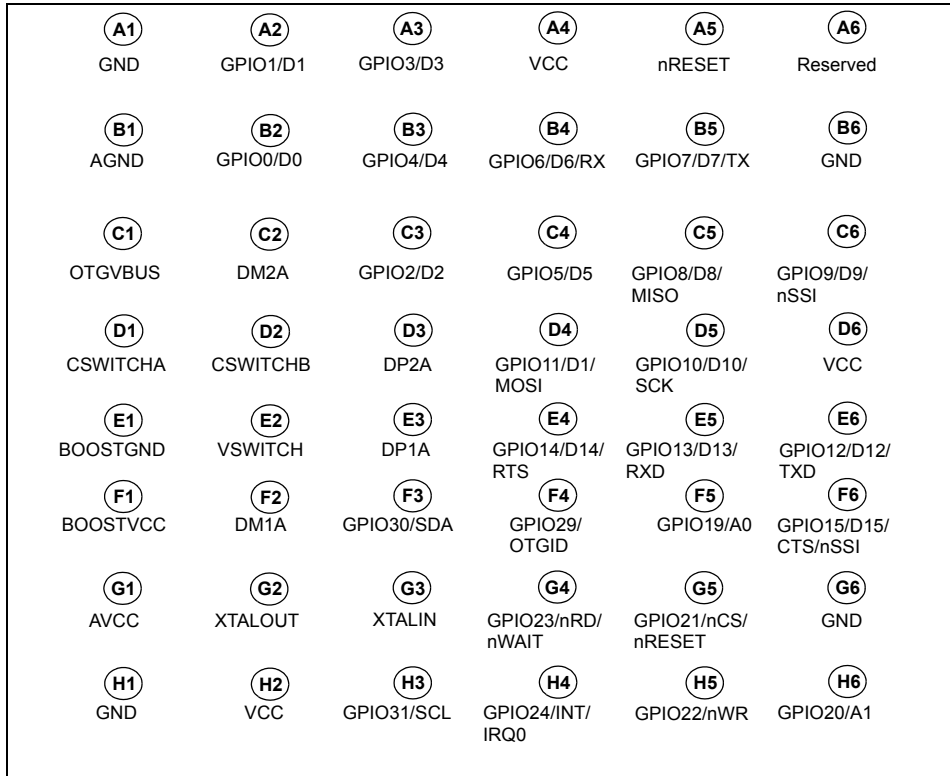 A1 A2 A3 A4 A5 A6
GND GPIO1/D1 GPIO3/D3 VCC nRESET Reserved
B1 B2 B3 B4 B5 B6
AGND GPIO0/D0 GPIO4/D4 GPIO6/D6/RX GPIO7/D7/TX GND
C1 C2 C3 C4 C5 C6
OTGVBUS DM2A GPIO2/D2 GPIO5/D5 GPIO8/D8/ GPIO9/D9/
MISO nSSI
D1 D2 D3 D4 D5 D6
CSWITCHA CSWITCHB DP2A GPIO11/D1/ GPIO10/D10/ VCC
MOSI SCK
E1 E2 E3 E4 E5 E6
BOOSTGND VSWITCH DP1A GPIO14/D14/ GPIO13/D13/ GPIO12/D12/
RTS RXD TXD
F1 F2 F3 F4 F5 F6
BOOSTVCC DM1A GPIO30/SDA GPIO29/ GPIO19/A0 GPIO15/D15/
OTGID CTS/nSSI
G1 G2 G3 G4 G5 G6
AVCC XTALOUT XTALIN GPIO23/nRD/ GPIO21/nCS/ GND
nWAIT nRESET
H1 H2 H3 H4 H5 H6
GND VCC GPIO31/SCL GPIO24/INT/ GPIO22/nWR GPIO20/A1
IRQ0